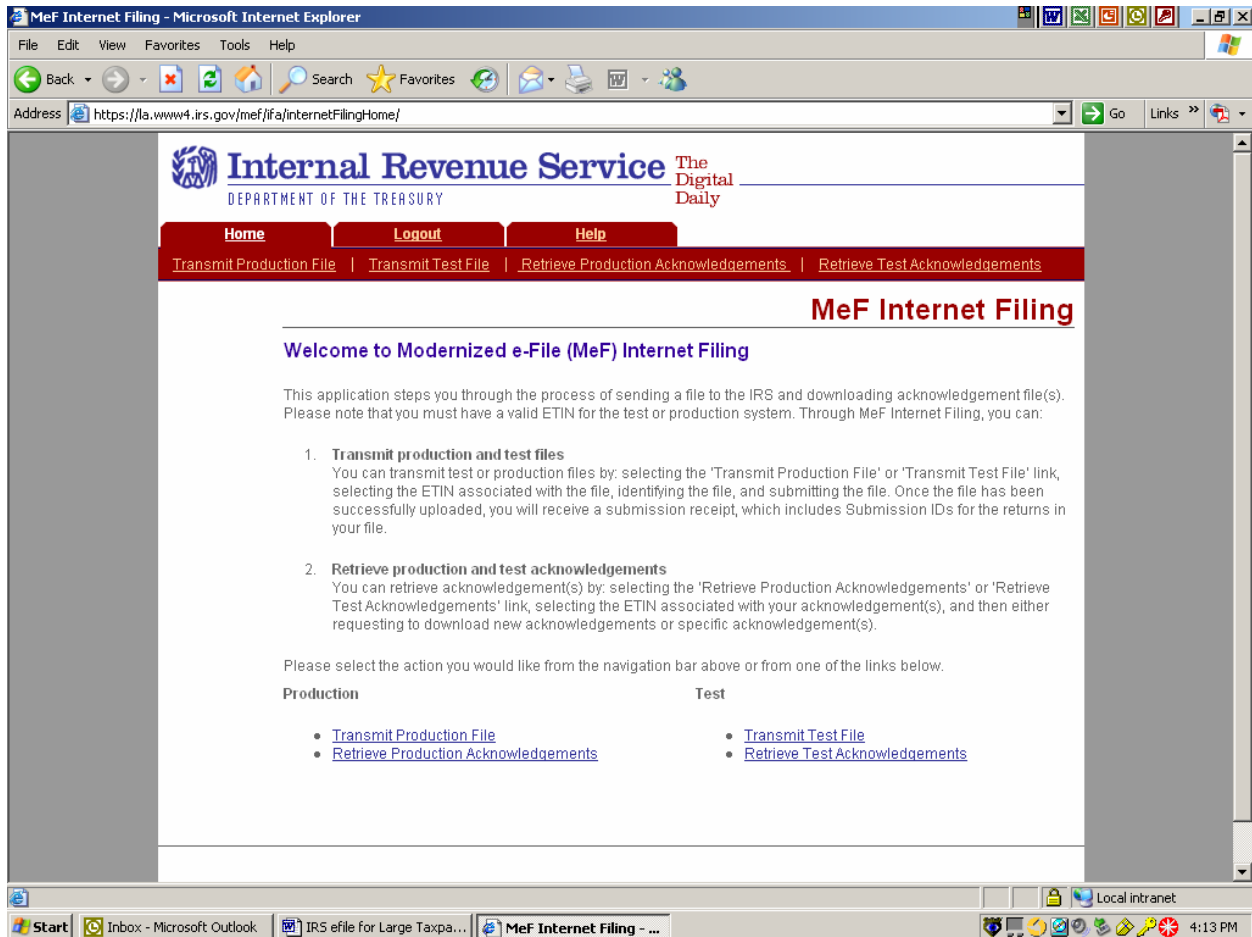 MeF Internet Filing - Microsoft Internet Explorer
File Edit View Favorites Tools Help
Back Search Favorites
Address https://la.www4.irs.gov/mef/ifa/internetFilingHome/ Go Links »
Internal Revenue Service
DEPARTMENT OF THE TREASURY
The
Digital
Daily
Home Logout Help
Transmit Production File | Transmit Test File | Retrieve Production Acknowledgements | Retrieve Test Acknowledgements
MeF Internet Filing
Welcome to Modernized e-File (MeF) Internet Filing
This application steps you through the process of sending a file to the IRS and downloading acknowledgement file(s).
Please note that you must have a valid ETIN for the test or production system. Through MeF Internet Filing, you can:
1. Transmit production and test files
You can transmit test or production files by: selecting the 'Transmit Production File' or 'Transmit Test File' link,
selecting the ETIN associated with the file, identifying the file, and submitting the file. Once the file has been
successfully uploaded, you will receive a submission receipt, which includes Submission IDs for the returns in
your file.
2. Retrieve production and test acknowledgements
You can retrieve acknowledgement(s) by: selecting the 'Retrieve Production Acknowledgements' or 'Retrieve
Test Acknowledgements' link, selecting the ETIN associated with your acknowledgement(s), and then either
requesting to download new acknowledgements or specific acknowledgement(s).
Please select the action you would like from the navigation bar above or from one of the links below.
Production
• Transmit Production File
• Retrieve Production Acknowledgements
Test
• Transmit Test File
• Retrieve Test Acknowledgements
Local intranet
Start Inbox - Microsoft Outlook IRS efile for Large Taxpa... MeF Internet Filing - ... 4:13 PM